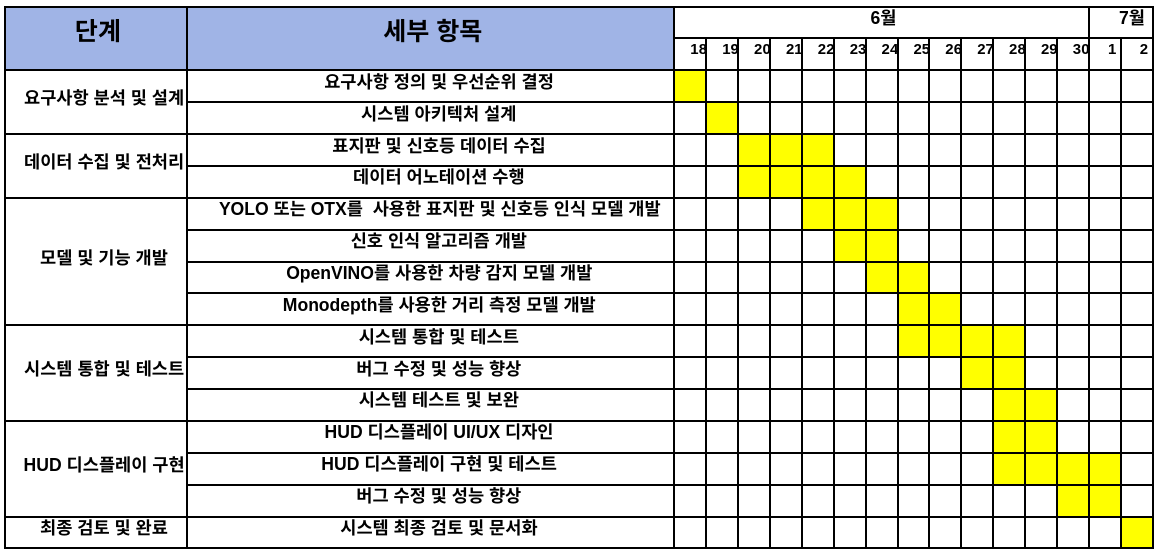 단계 세부 항목 6월 7월
18 19 20 21 22 23 24 25 26 27 28 29 30 1 2
요구사항 분석 및 설계 요구사항 정의 및 우선순위 결정
시스템 아키텍처 설계
데이터 수집 및 전처리 표지판 및 신호등 데이터 수집
데이터 어노테이션 수행
모델 및 기능 개발 YOLO 또는 OTX를  사용한 표지판 및 신호등 인식 모델 개발
신호 인식 알고리즘 개발
OpenVINO를 사용한 차량 감지 모델 개발
Monodepth를 사용한 거리 측정 모델 개발
시스템 통합 및 테스트 시스템 통합 및 테스트
버그 수정 및 성능 향상
시스템 테스트 및 보완
HUD 디스플레이 구현 HUD 디스플레이 UI/UX 디자인
HUD 디스플레이 구현 및 테스트
버그 수정 및 성능 향상
최종 검토 및 완료 시스템 최종 검토 및 문서화